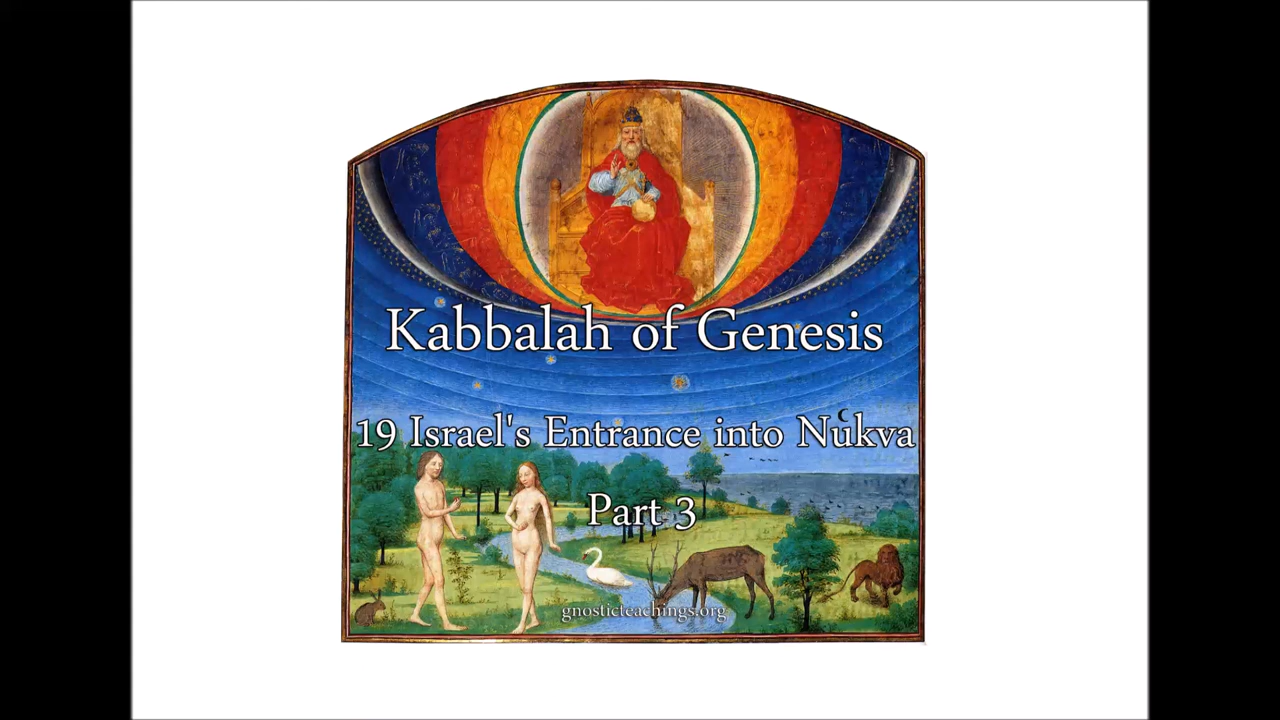 Kabbalah of Genesis
19 Israel's Entrance into Nukva
Part 3
gnosticteachings.org